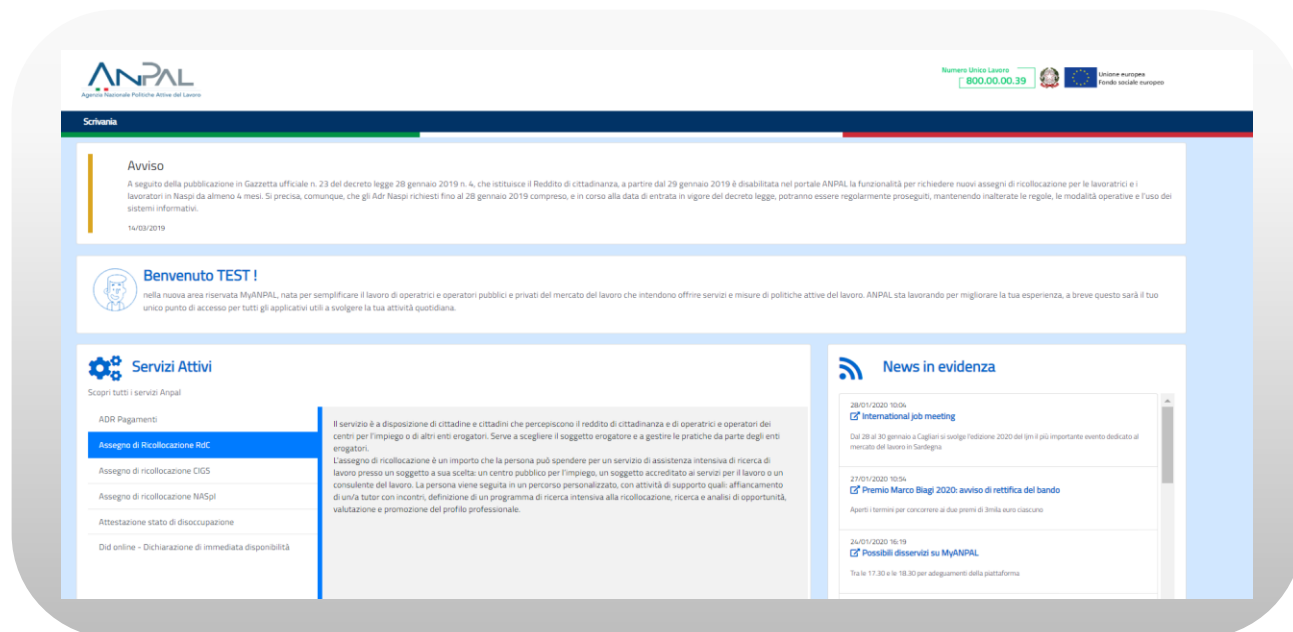 ANPAL
Agenzia Nazionale Politiche Attive del Lavoro
Numero Unico Lavoro
800.00.00.39
Unione europea
Fondo sociale europeo
Scrivania
Avviso
A seguito della pubblicazione in Gazzetta ufficiale n. 23 del decreto legge 28 gennaio 2019 n. 4, che istituisce il Reddito di cittadinanza, a partire dal 29 gennaio 2019 è disabilitata nel portale ANPAL la funzionalità per richiedere nuovi assegni di ricollocazione per le lavoratrici e i
lavoratori in Naspi da almeno 4 mesi. Si precisa, comunque, che gli Adr Naspi richiesti fino al 28 gennaio 2019 compreso, e in corso alla data di entrata in vigore del decreto legge, potranno essere regolarmente proseguiti, mantenendo inalterate le regole, le modalità operative e l'uso dei
sistemi informativi.
14/03/2019
Benvenuto TEST !
nella nuova area riservata MyANPAL, nata per semplificare il lavoro di operatrici e operatori pubblici e privati del mercato del lavoro che intendono offrire servizi e misure di politiche attive del lavoro. ANPAL sta lavorando per migliorare la tua esperienza, a breve questo sarà il tuo
unico punto di accesso per tutti gli applicativi utili a svolgere la tua attività quotidiana.
Servizi Attivi
Scopri tutti i servizi Anpal
ADR Pagamenti
Assegno di Ricollocazione RdC
Assegno di ricollocazione CIGS
Assegno di ricollocazione NASpI
Attestazione stato di disoccupazione
Did online - Dichiarazione di immediata disponibilità
Il servizio è a disposizione di cittadine e cittadini che percepiscono il reddito di cittadinanza e di operatrici e operatori dei
centri per l'impiego o di altri enti erogatori. Serve a scegliere il soggetto erogatore e a gestire le pratiche da parte degli enti
erogatori.
L'assegno di ricollocazione è un importo che la persona può spendere per un servizio di assistenza intensiva di ricerca di
lavoro presso un soggetto a sua scelta: un centro pubblico per l'impiego, un soggetto accreditato ai servizi per il lavoro o un
consulente del lavoro. La persona viene seguita in un percorso personalizzato, con attività di supporto quali: affiancamento
di un/a tutor con incontri, definizione di un programma di ricerca intensiva alla ricollocazione, ricerca e analisi di opportunità,
valutazione e promozione del profilo professionale.
News in evidenza
28/01/2020 10:04
International job meeting
Dal 28 al 30 gennaio a Cagliari si svolge l'edizione 2020 del Ijm il più importante evento dedicato al
mercato del lavoro in Sardegna
27/01/2020 10:54
Premio Marco Biagi 2020: avviso di rettifica del bando
Aperti i termini per concorrere ai due premi di 3mila euro ciascuno
24/01/2020 16:19
Possibili disservizi su MyANPAL
Tra le 17.30 e le 18.30 per adeguamenti della piattaforma